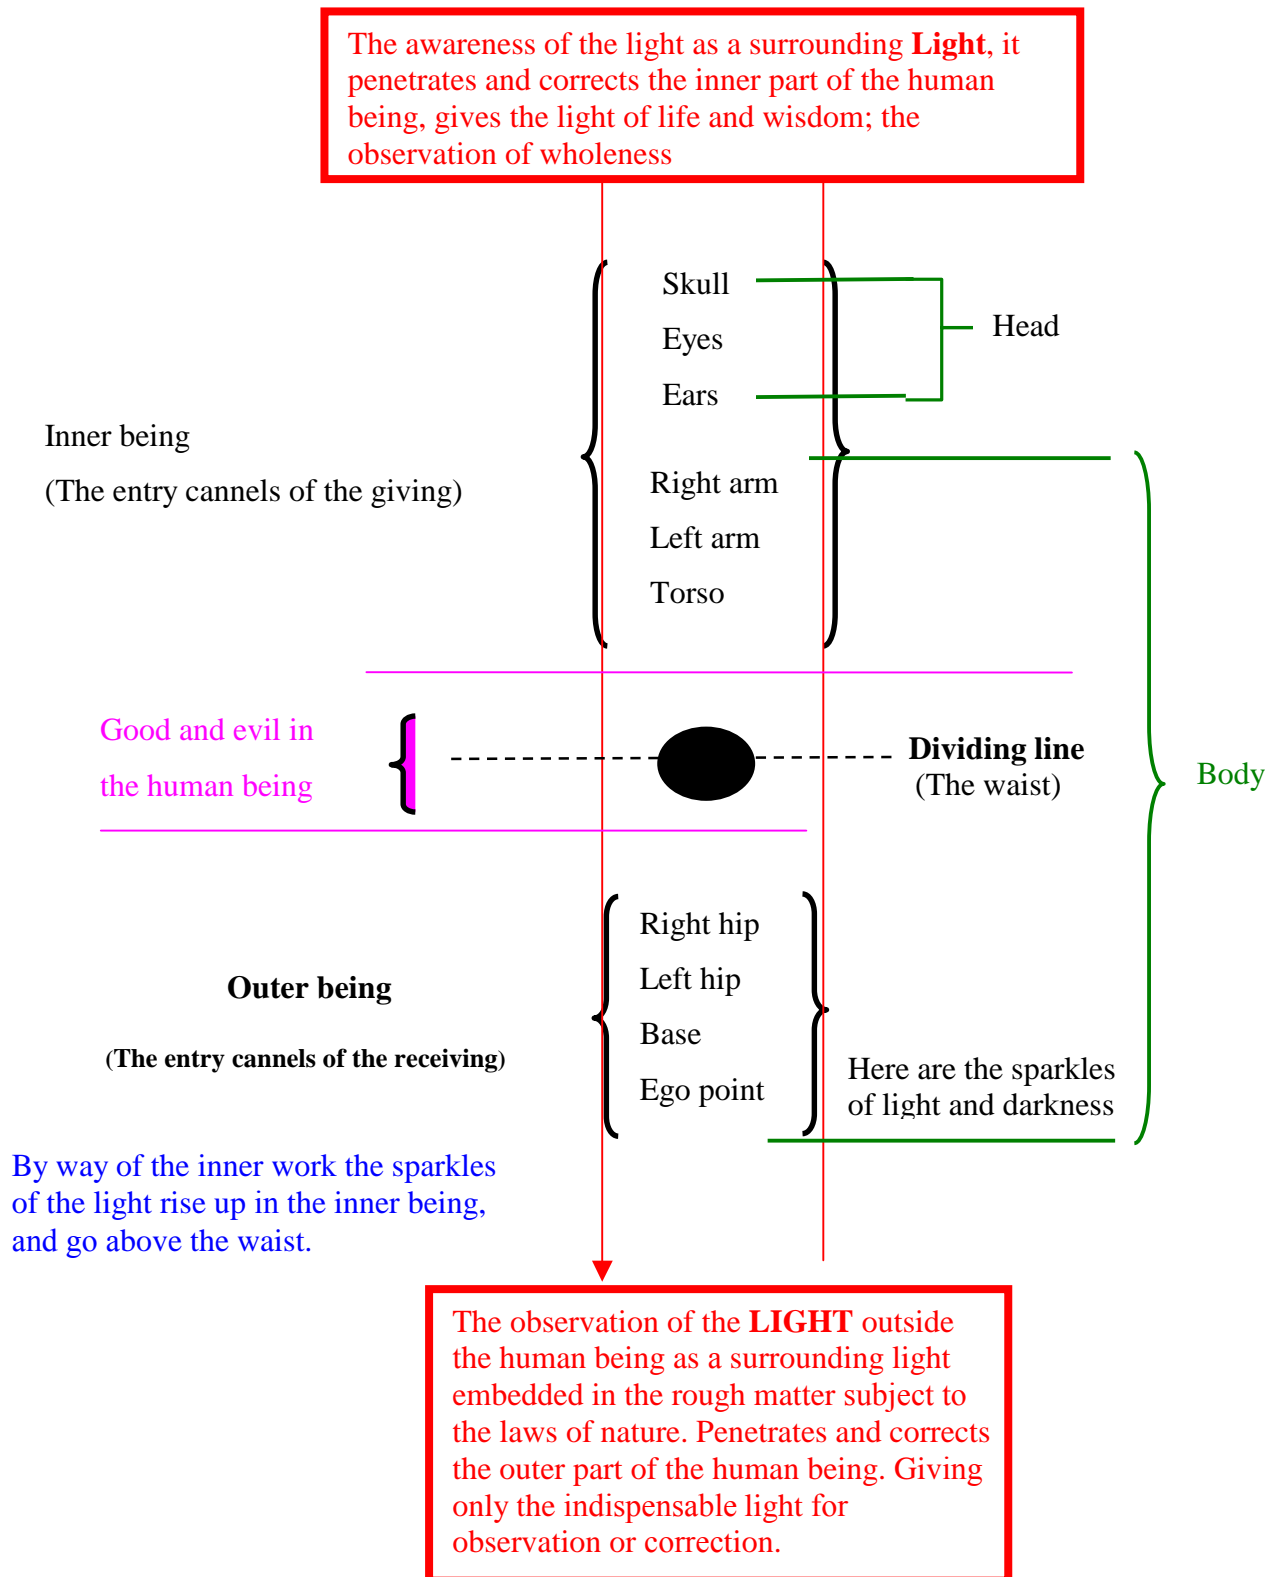 The awareness of the light as a surrounding Light, it
penetrates and corrects the inner part of the human
being, gives the light of life and wisdom; the
observation of wholeness
Skull
Eyes
Ears
Head
Inner being
(The entry cannels of the giving)
Right arm
Left arm
Torso
Good and evil in
the human being
Dividing line
(The waist)
Body
Right hip
Left hip
Base
Ego point
Outer being
(The entry cannels of the receiving)
Here are the sparkles
of light and darkness
By way of the inner work the sparkles
of the light rise up in the inner being,
and go above the waist.
The observation of the LIGHT outside
the human being as a surrounding light
embedded in the rough matter subject to
the laws of nature. Penetrates and corrects
the outer part of the human being. Giving
only the indispensable light for
observation or correction.